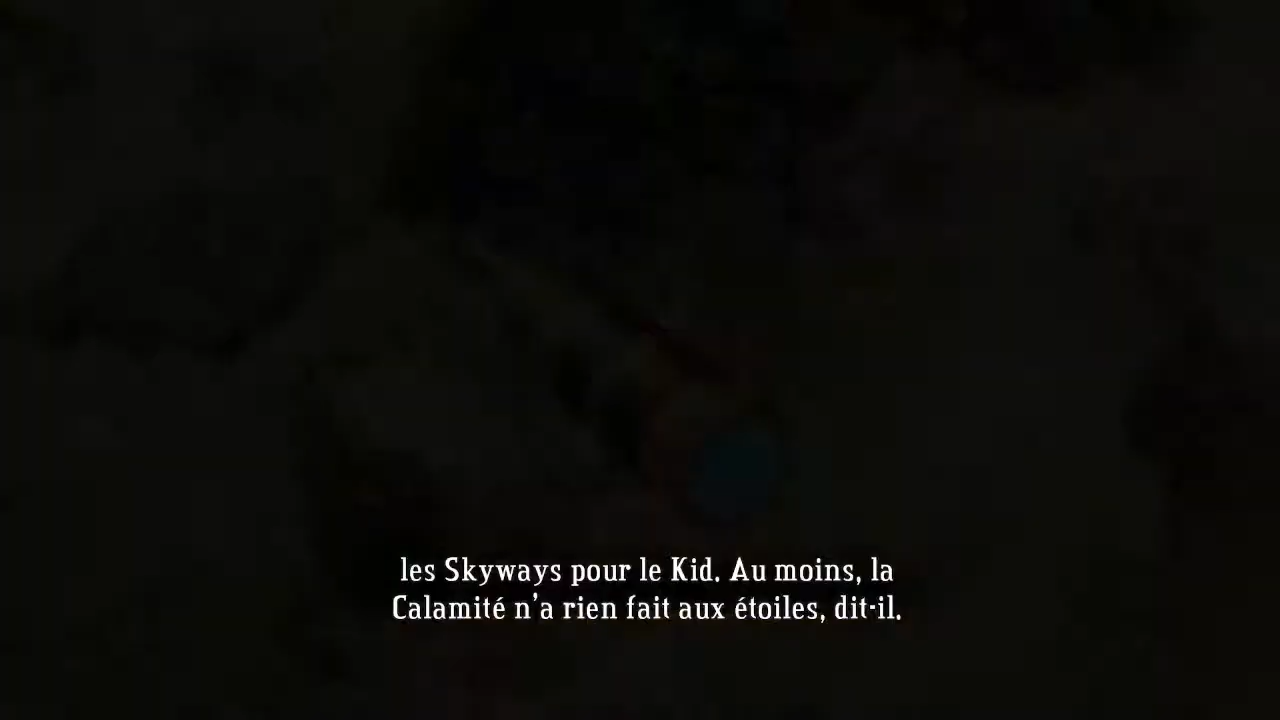 les Skyways pour le Kid. Au moins, la
Calamité n'a rien fait aux étoiles, dit-il.